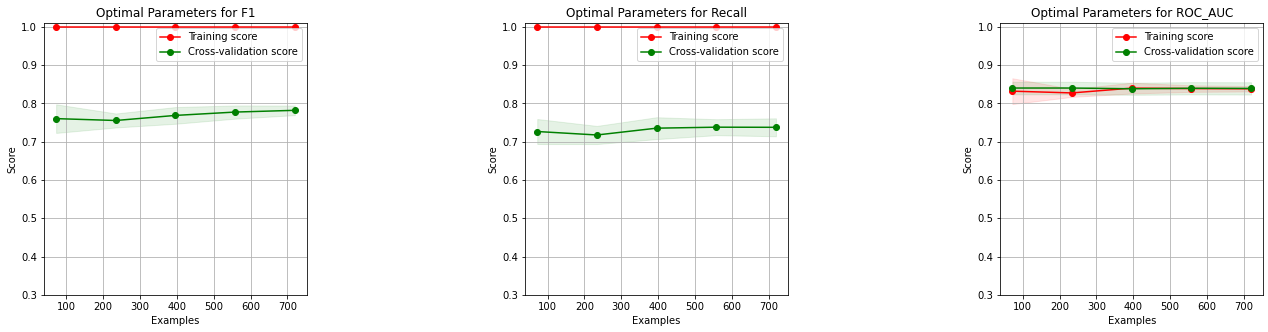 Optimal Parameters for F1
Training score
Cross-validation score
Score
1.0
0.9
0.8
0.7
0.6
0.5
0.4
0.3
100 200 300 400 500 600 700
Examples
Optimal Parameters for Recall
Training score
Cross-validation score
Score
1.0
0.9
0.8
0.7
0.6
0.5
0.4
0.3
100 200 300 400 500 600 700
Examples
Optimal Parameters for ROC_AUC
Training score
Cross-validation score
Score
1.0
0.9
0.8
0.7
0.6
0.5
0.4
0.3
100 200 300 400 500 600 700
Examples